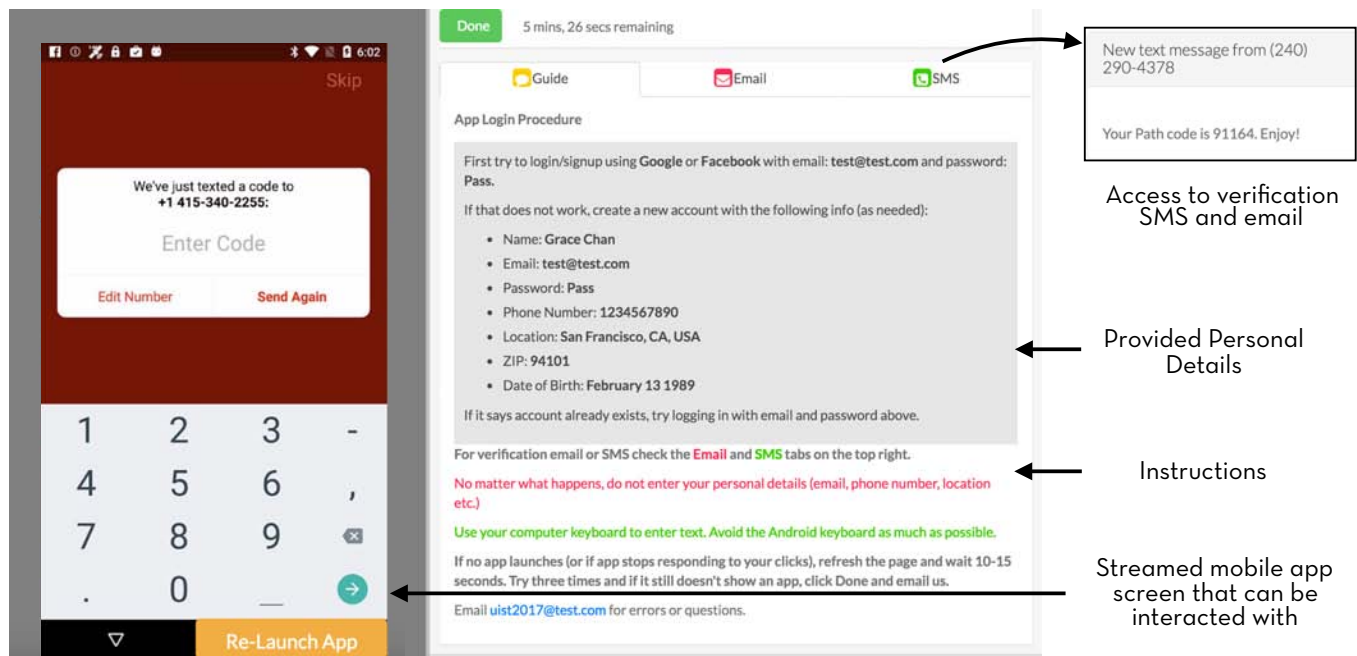 6:02
Skip
We've just texted a code to
+1 415-340-2255:
Enter Code
Edit Number
Send Again
1 2 3 -
4 5 6 ,
7 8 9
. 0 _
Re-Launch App
Done
5 mins, 26 secs remaining
Guide
Email
SMS
App Login Procedure
First try to login/signup using Google or Facebook with email: test@test.com and password:
Pass.
If that does not work, create a new account with the following info (as needed):
• Name: Grace Chan
• Email: test@test.com
• Password: Pass
• Phone Number: 1234567890
• Location: San Francisco, CA, USA
• ZIP: 94101
• Date of Birth: February 13 1989
If it says account already exists, try logging in with email and password above.
For verification email or SMS check the Email and SMS tabs on the top right.
No matter what happens, do not enter your personal details (email, phone number, location
etc.)
Use your computer keyboard to enter text. Avoid the Android keyboard as much as possible.
If no app launches (or if app stops responding to your clicks), refresh the page and wait 10-15
seconds. Try three times and if it still doesn't show an app, click Done and email us.
Email uist2017@test.com for errors or questions.
New text message from (240)
290-4378
Your Path code is 91164. Enjoy!
Access to verification
SMS and email
Provided Personal
Details
Instructions
Streamed mobile app
screen that can be
interacted with